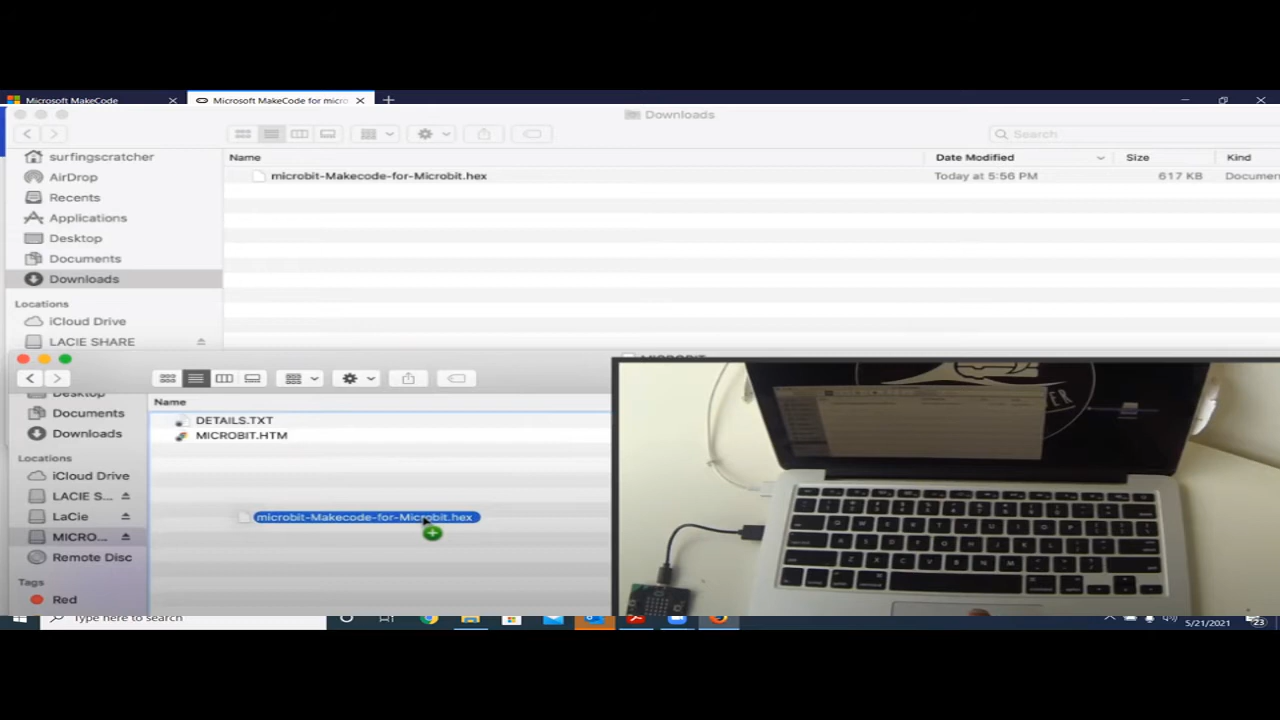 Microsoft MakeCode
Microsoft MakeCode for micro
Downloads
Search
surfingscratcher
AirDrop
Recents
Applications
Desktop
Documents
Downloads
Locations
iCloud Drive
LACIE SHARE
Name Date Modified Size Kind
microbit-Makecode-for-Microbit.hex Today at 5:56 PM 617 KB Documen
MICROBIT
Desktop
Documents
Downloads
Locations
iCloud Drive
LACIE S...
LaCie
MICRO...
Remote Disc
Tags
Red
Name
DETAILS.TXT
MICROBIT.HTM
microbit-Makecode-for-Microbit.hex
Type here to search
5/21/2021
23